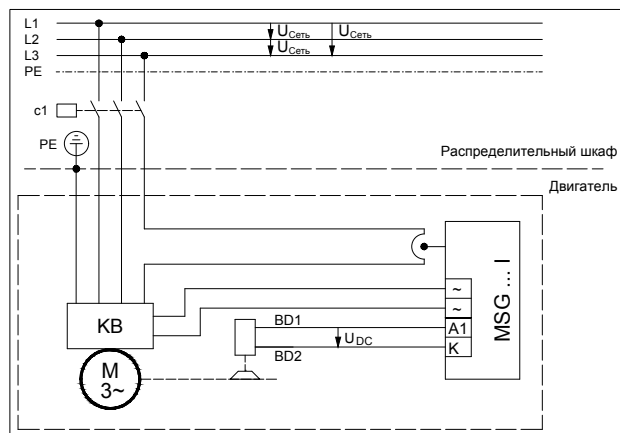 L1
L2
L3
PE
UСеть
UСеть
UСеть
c1
PE
Распределительный шкаф
Двигатель
MSG ... I
~
~
A1
K
KB
BD1
UDC
BD2
M
3~